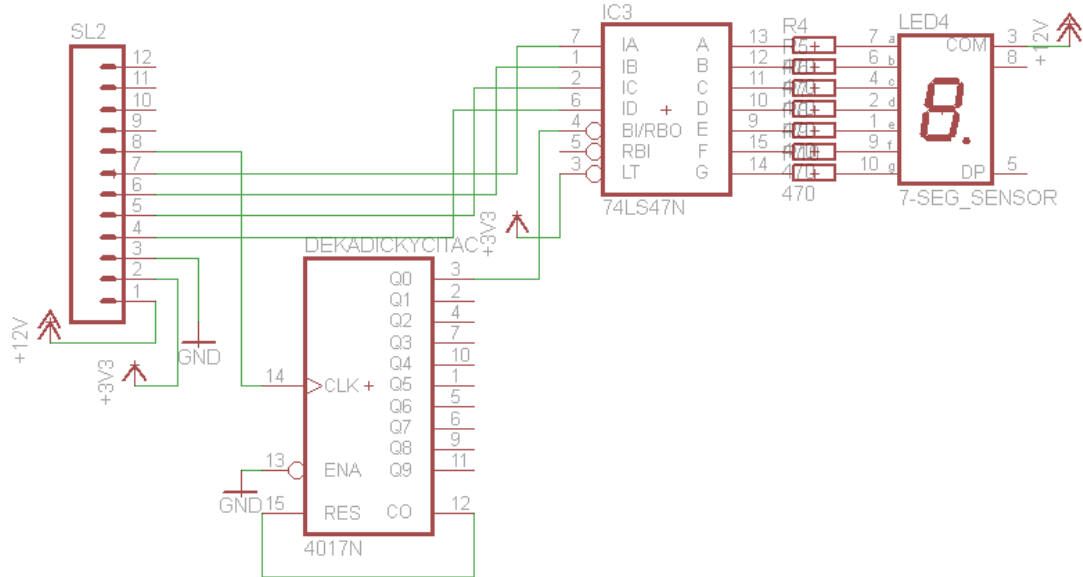 SL2
12
11
10
9
8
7
6
5
4
3
2
1
+12V
+3V3
GND
IC3
7 IA A 13
1 IB B 12
2 IC C 11
6 ID D 10
4 BI/RBO E 9
5 RBI F 15
3 LT G 14
74LS47N
+3V3
R4
470
LED4
7 a COM 3
6 b 8
4 c
2 d
1 e
9 f
10 g DP 5
7-SEG_SENSOR
+12V
DEKADICKYCITAC
Q0 3
Q1 2
Q2 4
Q3 7
Q4 10
14 CLK Q5 1
Q6 5
Q7 6
Q8 9
13 ENA Q9 11
GND
15 RES CO 12
4017N